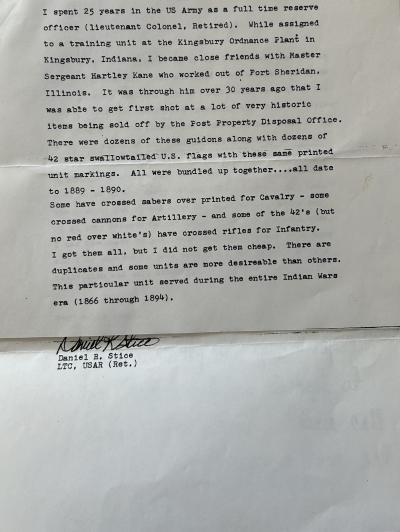 I spent 25 years in the US Army as a full time reserve
officer (lieutenant Colonel, Retired). While assigned
to a training unit at the Kingsbury Ordnance Plant in
Kingsbury, Indiana, I became close friends with Master
Sergeant Hartley Kane who worked out of Fort Sheridan,
Illinois. It was through him over 30 years ago that I
was able to get first shot at a lot of very historic
items being sold off by the Post Property Disposal Office.
There were dozens of these guidons along with dozens of
42 star swallowtailed U.S. flags with these same printed
unit markings. All were bundled up together....all date
to 1889 - 1890.
Some have crossed sabers over printed for Cavalry - some
crossed cannons for Artillery - and some of the 42's (but
no red over white's) have crossed rifles for Infantry.
I got them all, but I did not get them cheap. There are
duplicates and some units are more desireable than others.
This particular unit served during the entire Indian Wars
era (1866 through 1894).
Daniel R Stice
Daniel B. Stice
LTC, USAR (Ret.)